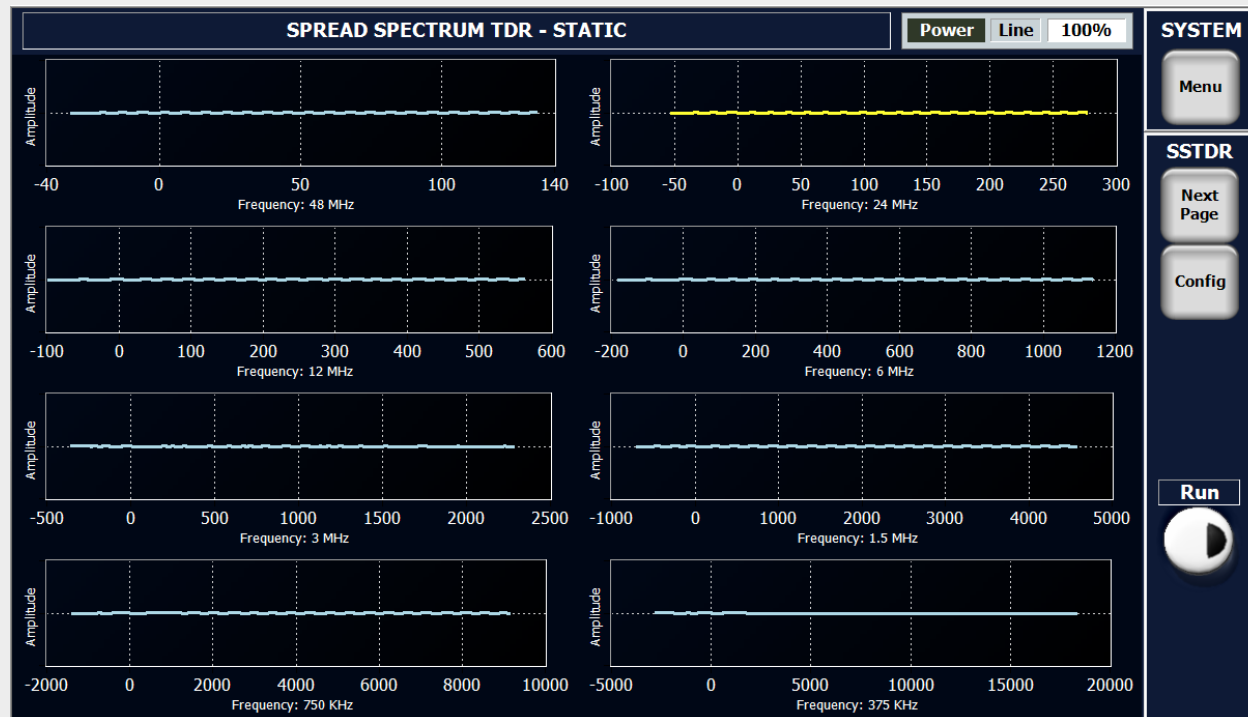 SPREAD SPECTRUM TDR - STATIC
Power Line 100%
SYSTEM
Menu
SSTDR
Next
Page
Config
Run
Amplitude
-40 0 50 100 140
Frequency: 48 MHz
Amplitude
-100 -50 0 50 100 150 200 250 300
Frequency: 24 MHz
Amplitude
-100 0 100 200 300 400 500 600
Frequency: 12 MHz
Amplitude
-200 0 200 400 600 800 1000 1200
Frequency: 6 MHz
Amplitude
-500 0 500 1000 1500 2000 2500
Frequency: 3 MHz
Amplitude
-1000 0 1000 2000 3000 4000 5000
Frequency: 1.5 MHz
Amplitude
-2000 0 2000 4000 6000 8000 10000
Frequency: 750 KHz
Amplitude
-5000 0 5000 10000 15000 20000
Frequency: 375 KHz